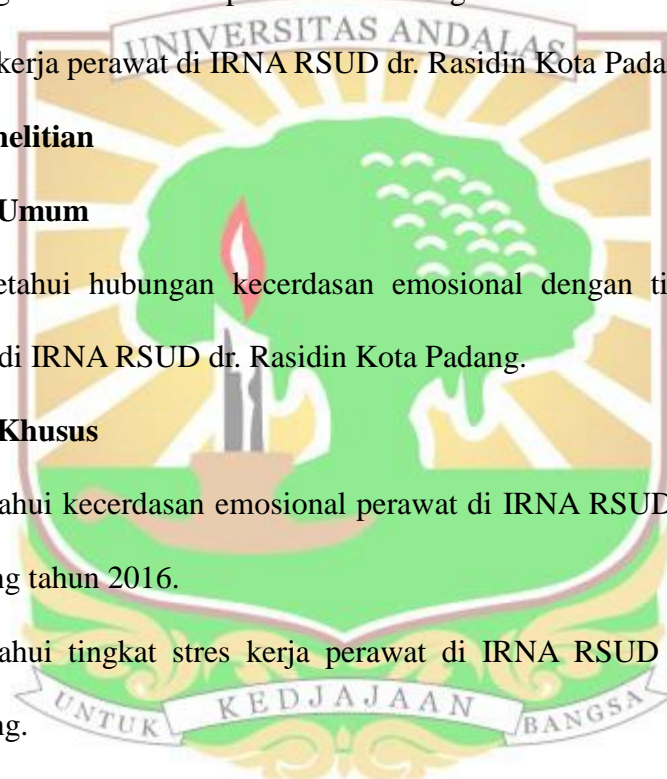 UNIVERSITAS ANDALAS
kerja perawat di IRNA RSUD dr. Rasidin Kota Pada
nelitian
Umum
etahui hubungan kecerdasan emosional dengan ti
di IRNA RSUD dr. Rasidin Kota Padang.
Khusus
ahui kecerdasan emosional perawat di IRNA RSUD
ng tahun 2016.
ahui tingkat stres kerja perawat di IRNA RSUD
UNTUK KEDJAJAAN BANGSA
ng.